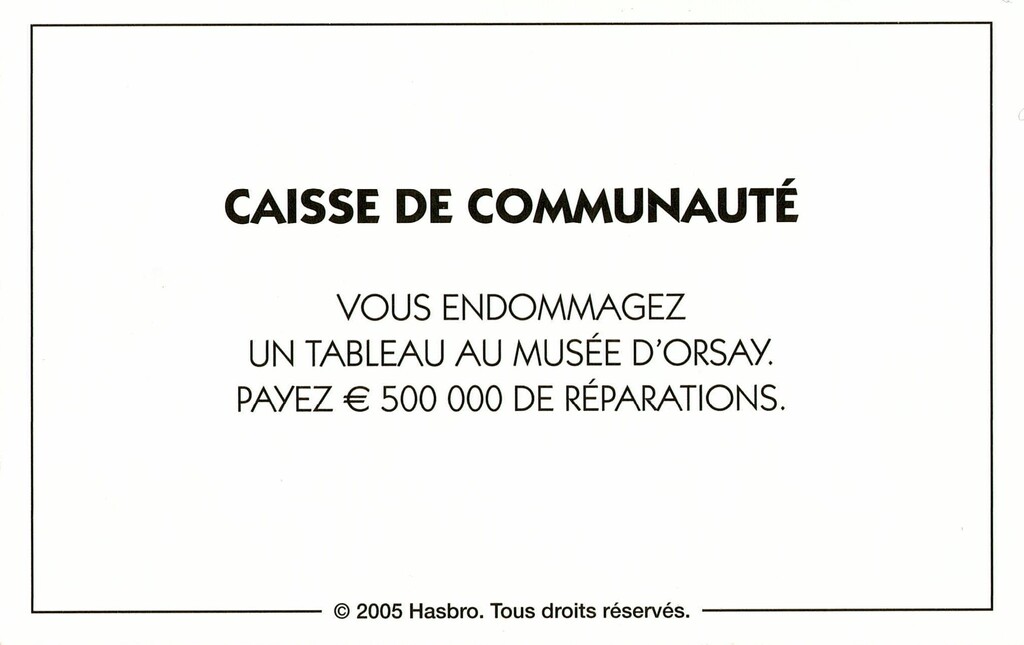 CAISSE DE COMMUNAUTÉ
VOUS ENDOMMAGEZ
UN TABLEAU AU MUSÉE D'ORSAY.
PAYEZ € 500 000 DE RÉPARATIONS.
© 2005 Hasbro. Tous droits réservés.